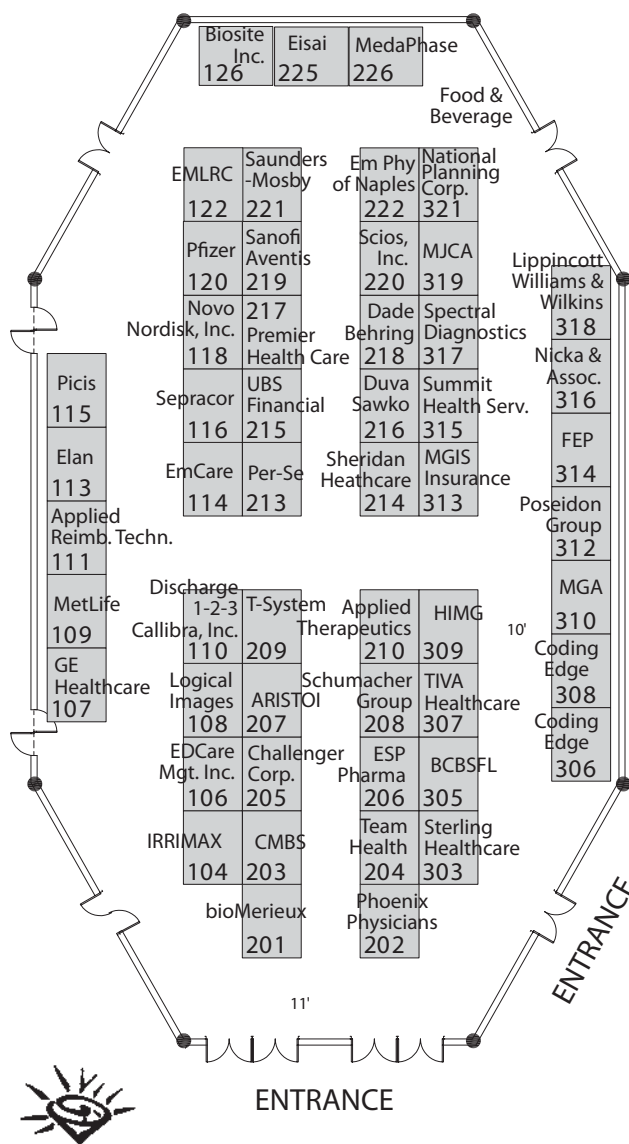 Biosite
Inc.
126
Eisai
225
MedaPhase
226
Food &
Beverage
EMLRC
122
Saunders
-Mosby
221
Em Phy
of Naples
222
National
Planning
Corp.
321
Pfizer
120
Sanofi
Aventis
219
Scios,
Inc.
220
MJCA
319
Lippincott
Williams &
Wilkins
318
Novo
Nordisk, Inc.
118
217
Premier
Health Care
Dade
Behring
218
Spectral
Diagnostics
317
Nicka &
Assoc.
316
Picis
115
Sepracor
116
UBS
Financial
215
Duva
Sawko
216
Summit
Health Serv.
315
FEP
314
Elan
113
EmCare
114
Per-Se
213
Sheridan
Heathcare
214
MGIS
Insurance
313
Poseidon
Group
312
Applied
Reimb. Techn.
111
MetLife
109
Discharge
1-2-3
Callibra, Inc.
110
T-System
209
Applied
Therapeutics
210
HIMG
309
10'
MGA
310
GE
Healthcare
107
Logical
Images
108
ARISTOI
207
Schumacher
Group
208
TIVA
Healthcare
307
Coding
Edge
308
EDCare
Mgt. Inc.
106
Challenger
Corp.
205
ESP
Pharma
206
BCBSFL
305
Coding
Edge
306
IRRIMAX
104
CMBS
203
Team
Health
204
Sterling
Healthcare
303
bioMerieux
201
Phoenix
Physicians
202
ENTRANCE
11'
ENTRANCE